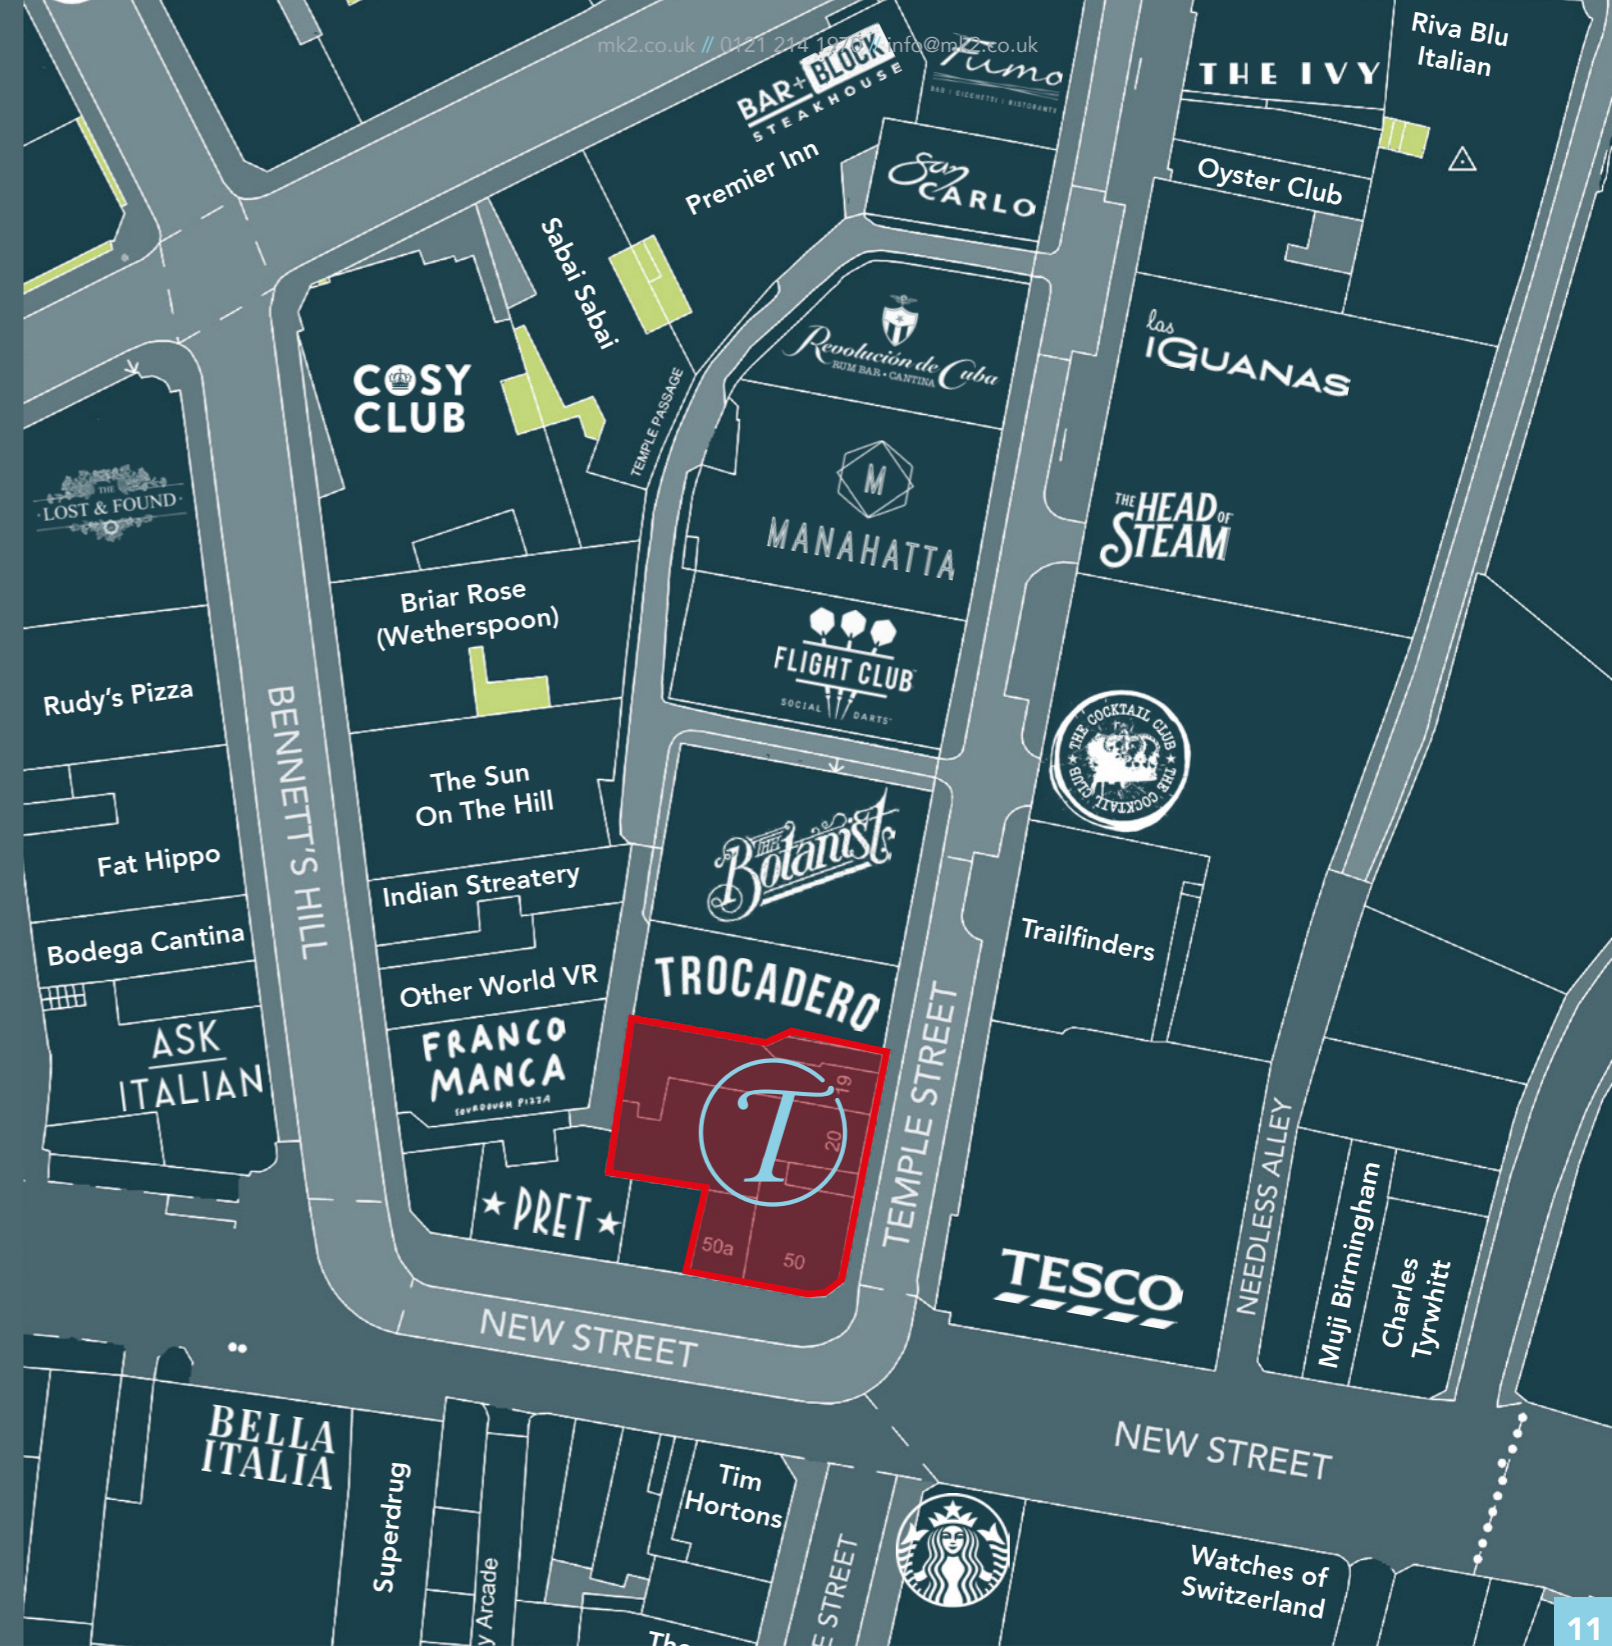 mk2.co.uk // 0121 214 1970 // info@mk2.co.uk
BAR+BLOCK
STEAKHOUSE
Premier Inn
Fumo
BAR | CICCHETTI | RISTORANTE
San
CARLO
THE IVY
Riva Blu
Italian
Oyster Club
Sabai Sabai
COSY
CLUB
TEMPLE PASSAGE
Revolución de Cuba
RUM BAR • CANTINA
las
IGUANAS
THE
LOST & FOUND
M
MANAHATTA
THE
HEAD OF
STEAM
Briar Rose
(Wetherspoon)
FLIGHT CLUB
SOCIAL DARTS
Rudy's Pizza
BENNETT'S HILL
THE COCKTAIL CLUB
THE COCKTAIL CLUB
The Sun
On The Hill
THE
Botanist
Fat Hippo
Indian Streatery
Bodega Cantina
Trailfinders
Other World VR
TROCADERO
ASK
ITALIAN
FRANCO
MANCA
SOURDOUGH PIZZA
T
19
20
50a
50
TEMPLE STREET
NEEDLESS ALLEY
PRET
TESCO
Muji Birmingham
Charles
Tyrwhitt
NEW STREET
NEW STREET
BELLA
ITALIA
Superdrug
y Arcade
Tim
Hortons
E STREET
Watches of
Switzerland
11